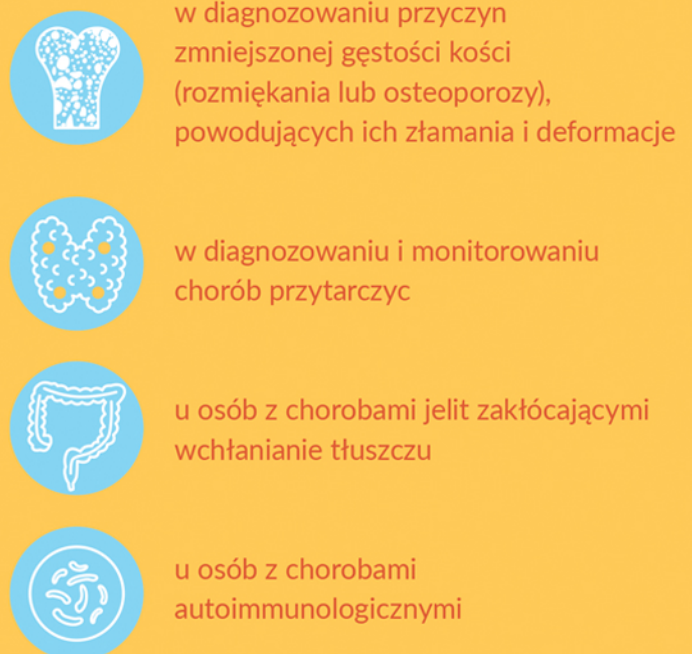 w diagnozowaniu przyczyn
zmniejszonej gęstości kości
(rozmiękania lub osteoporozy),
powodujących ich złamania i deformacje
w diagnozowaniu i monitorowaniu
chorób przytarczyc
u osób z chorobami jelit zakłócającymi
wchłanianie tłuszczu
u osób z chorobami
autoimmunologicznymi